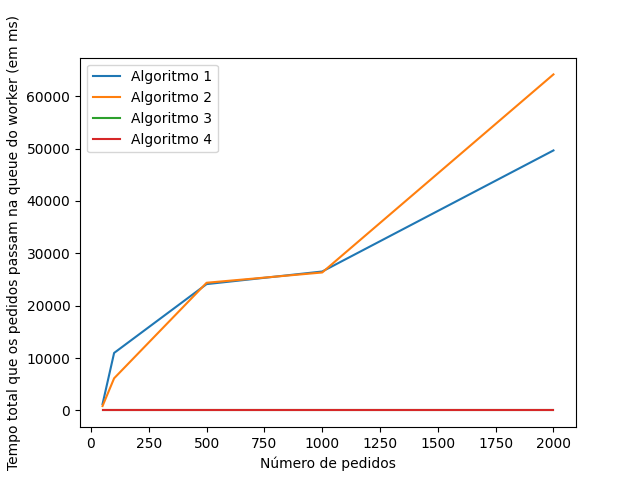 Tempo total que os pedidos passam na queue do worker (em ms)
Algoritmo 1
Algoritmo 2
Algoritmo 3
Algoritmo 4
60000
50000
40000
30000
20000
10000
0
0 250 500 750 1000 1250 1500 1750 2000
Número de pedidos